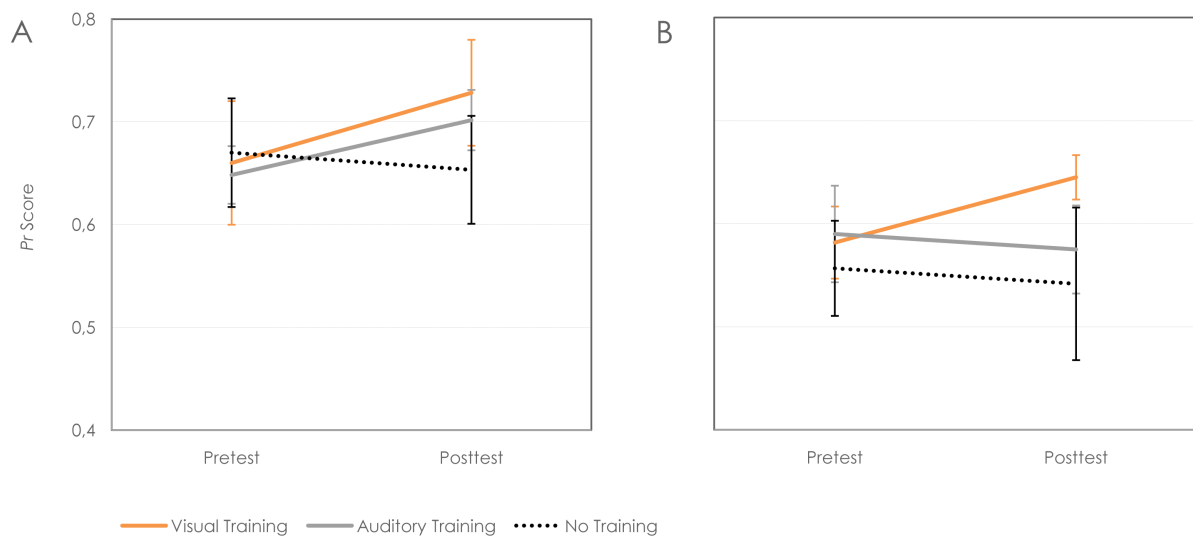 A
B
0,8
0,7
0,6
0,5
0,4
Pr Score
Pretest
Posttest
Pretest
Posttest
Visual Training
Auditory Training
No Training